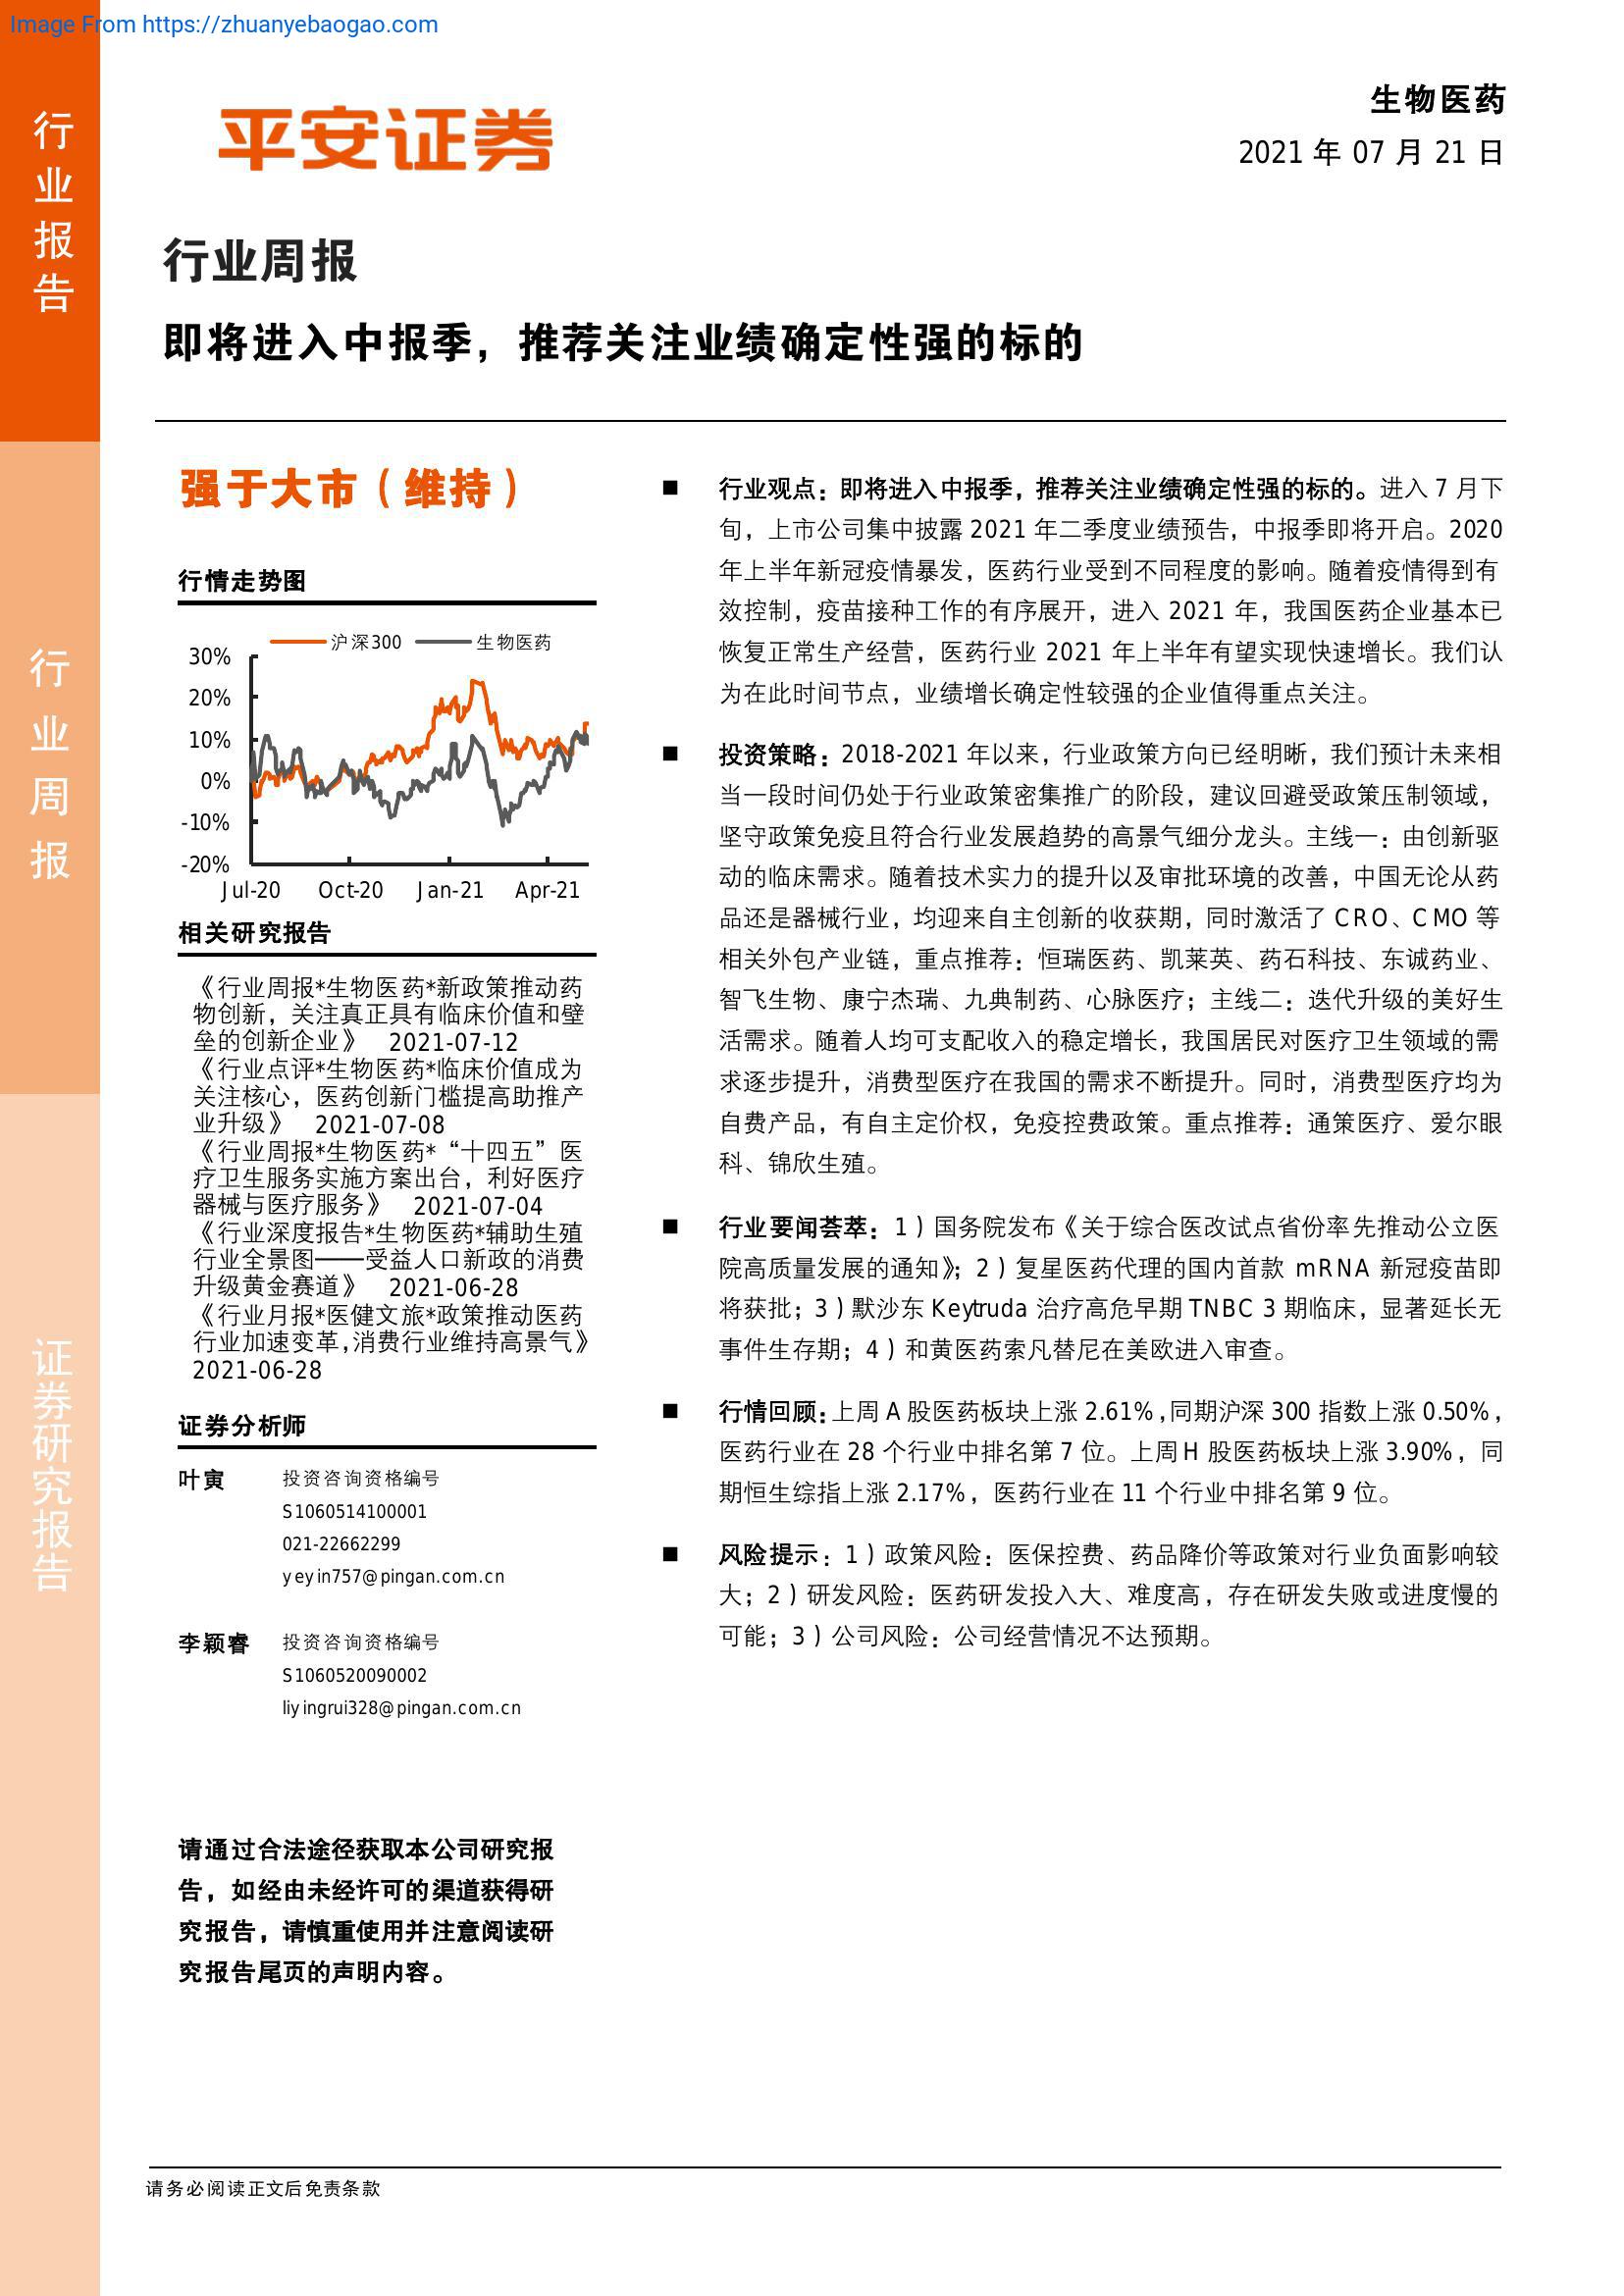 Image From https://zhuanyebaogao.com
行业报告
行业周报
证券研究报告
平安证券
生物医药
2021 年 07 月 21 日
行业周报
即将进入中报季，推荐关注业绩确定性强的标的
强于大市（维持）
行情走势图
沪深300 生物医药
30%
20%
10%
0%
-10%
-20%
Jul-20 Oct-20 Jan-21 Apr-21
相关研究报告
《行业周报*生物医药*新政策推动药
物创新，关注真正具有临床价值和壁
垒的创新企业》 2021-07-12
《行业点评*生物医药*临床价值成为
关注核心，医药创新门槛提高助推产
业升级》 2021-07-08
《行业周报*生物医药*“十四五”医
疗卫生服务实施方案出台，利好医疗
器械与医疗服务》 2021-07-04
《行业深度报告*生物医药*辅助生殖
行业全景图——受益人口新政的消费
升级黄金赛道》 2021-06-28
《行业月报*医健文旅*政策推动医药
行业加速变革,消费行业维持高景气》
2021-06-28
证券分析师
叶寅 投资咨询资格编号
S1060514100001
021-22662299
yeyin757@pingan.com.cn
李颖睿 投资咨询资格编号
S1060520090002
liyingrui328@pingan.com.cn
请通过合法途径获取本公司研究报
告，如经由未经许可的渠道获得研
究报告，请慎重使用并注意阅读研
究报告尾页的声明内容。
■ 行业观点：即将进入中报季，推荐关注业绩确定性强的标的。进入 7 月下
旬，上市公司集中披露 2021 年二季度业绩预告，中报季即将开启。2020
年上半年新冠疫情暴发，医药行业受到不同程度的影响。随着疫情得到有
效控制，疫苗接种工作的有序展开，进入 2021 年，我国医药企业基本已
恢复正常生产经营，医药行业 2021 年上半年有望实现快速增长。我们认
为在此时间节点，业绩增长确定性较强的企业值得重点关注。
■ 投资策略：2018-2021 年以来，行业政策方向已经明晰，我们预计未来相
当一段时间仍处于行业政策密集推广的阶段，建议回避受政策压制领域，
坚守政策免疫且符合行业发展趋势的高景气细分龙头。主线一：由创新驱
动的临床需求。随着技术实力的提升以及审批环境的改善，中国无论从药
品还是器械行业，均迎来自主创新的收获期，同时激活了 CRO、CMO 等
相关外包产业链，重点推荐：恒瑞医药、凯莱英、药石科技、东诚药业、
智飞生物、康宁杰瑞、九典制药、心脉医疗；主线二：迭代升级的美好生
活需求。随着人均可支配收入的稳定增长，我国居民对医疗卫生领域的需
求逐步提升，消费型医疗在我国的需求不断提升。同时，消费型医疗均为
自费产品，有自主定价权，免疫控费政策。重点推荐：通策医疗、爱尔眼
科、锦欣生殖。
■ 行业要闻荟萃：1）国务院发布《关于综合医改试点省份率先推动公立医
院高质量发展的通知》；2）复星医药代理的国内首款 mRNA 新冠疫苗即
将获批；3）默沙东 Keytruda 治疗高危早期 TNBC 3 期临床，显著延长无
事件生存期；4）和黄医药索凡替尼在美欧进入审查。
■ 行情回顾：上周 A 股医药板块上涨 2.61%，同期沪深 300 指数上涨 0.50%，
医药行业在 28 个行业中排名第 7 位。上周 H 股医药板块上涨 3.90%，同
期恒生综指上涨 2.17%，医药行业在 11 个行业中排名第 9 位。
■ 风险提示：1）政策风险：医保控费、药品降价等政策对行业负面影响较
大；2）研发风险：医药研发投入大、难度高，存在研发失败或进度慢的
可能；3）公司风险：公司经营情况不达预期。
请务必阅读正文后免责条款